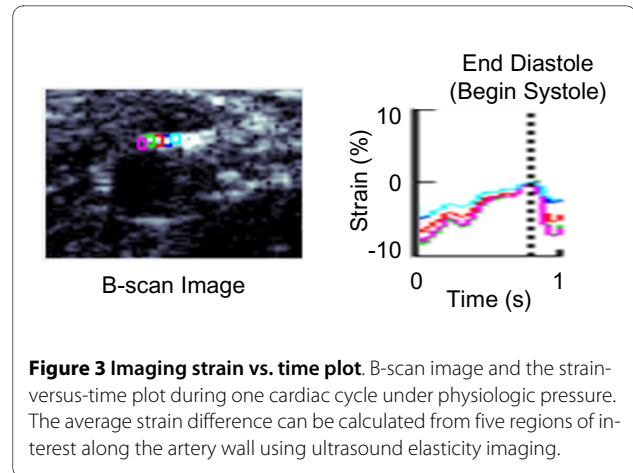 End Diastole
(Begin Systole)
10
0
-10
Strain (%)
0
1
Time (s)
B-scan Image
Figure 3 Imaging strain vs. time plot. B-scan image and the strain-
versus-time plot during one cardiac cycle under physiologic pressure.
The average strain difference can be calculated from five regions of in-
terest along the artery wall using ultrasound elasticity imaging.